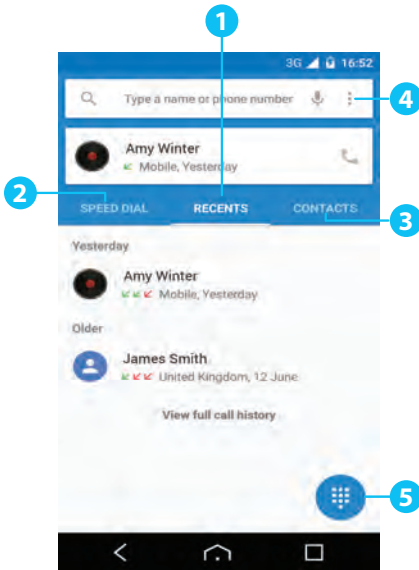 1
3G 16:52
Type a name or phone number
4
Amy Winter
Mobile, Yesterday
2
SPEED DIAL RECENTS CONTACTS
3
Yesterday
Amy Winter
Mobile, Yesterday
Older
James Smith
United Kingdom, 12 June
View full call history
5